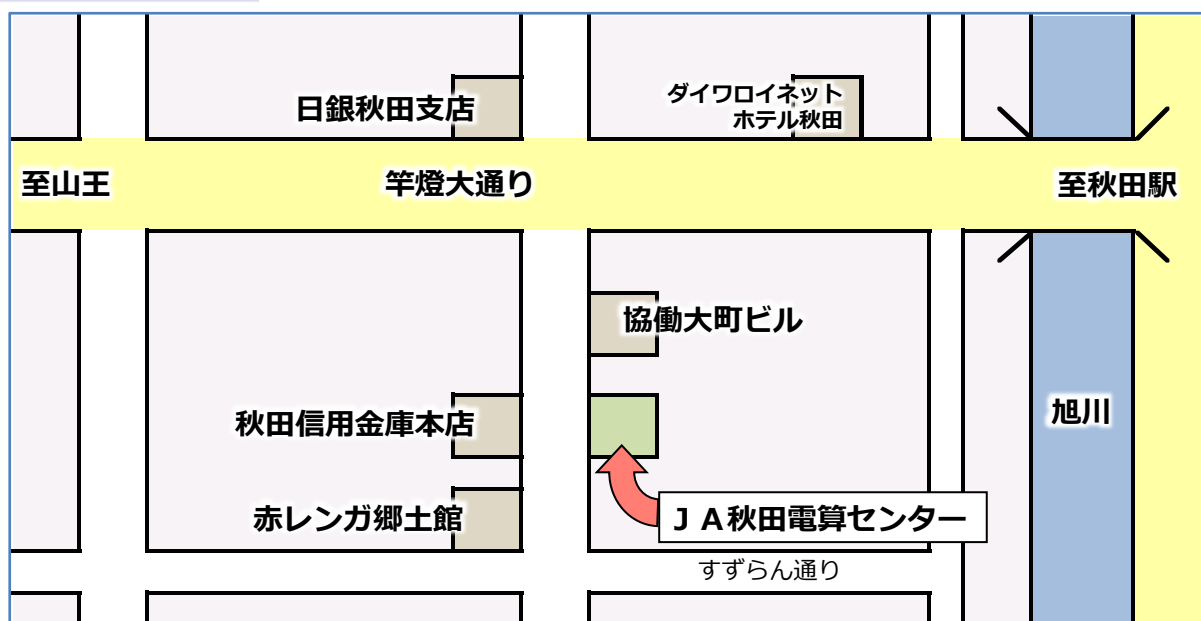 日銀秋田支店
ダイワロイネット
ホテル秋田
至山王
竿燈大通り
至秋田駅
協働大町ビル
秋田信用金庫本店
旭川
赤レンガ郷土館
ＪＡ秋田電算センター
すずらん通り